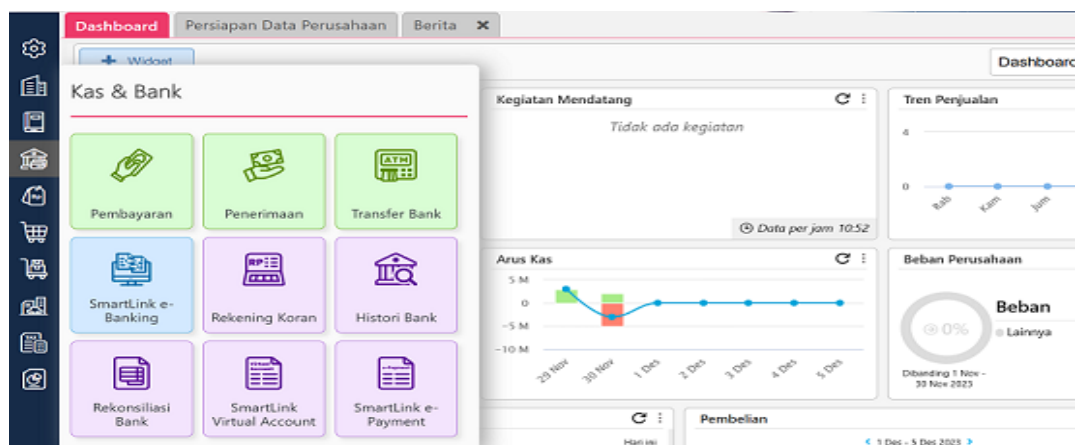 Dashboard
Persiapan Data Perusahaan
Berita
Widget
Dashboard
Kas & Bank
Pembayaran
Penerimaan
ATM
Transfer Bank
SmartLink e-
Banking
RP
Rekening Koran
Histori Bank
Rekonsiliasi
Bank
SmartLink
Virtual Account
SmartLink e-
Payment
Kegiatan Mendatang
Tidak ada kegiatan
Data per jam 10:52
Tren Penjualan
4
0
Rab
Kam
Jum
Arus Kas
5 M
0
-5 M
-10 M
29 Nov
30 Nov
1 Des
2 Des
3 Des
4 Des
5 Des
Beban Perusahaan
0%
Beban
Lainnya
Dibanding 1 Nov -
30 Nov 2023
Hari ini
Pembelian
1 Des - 5 Des 2023